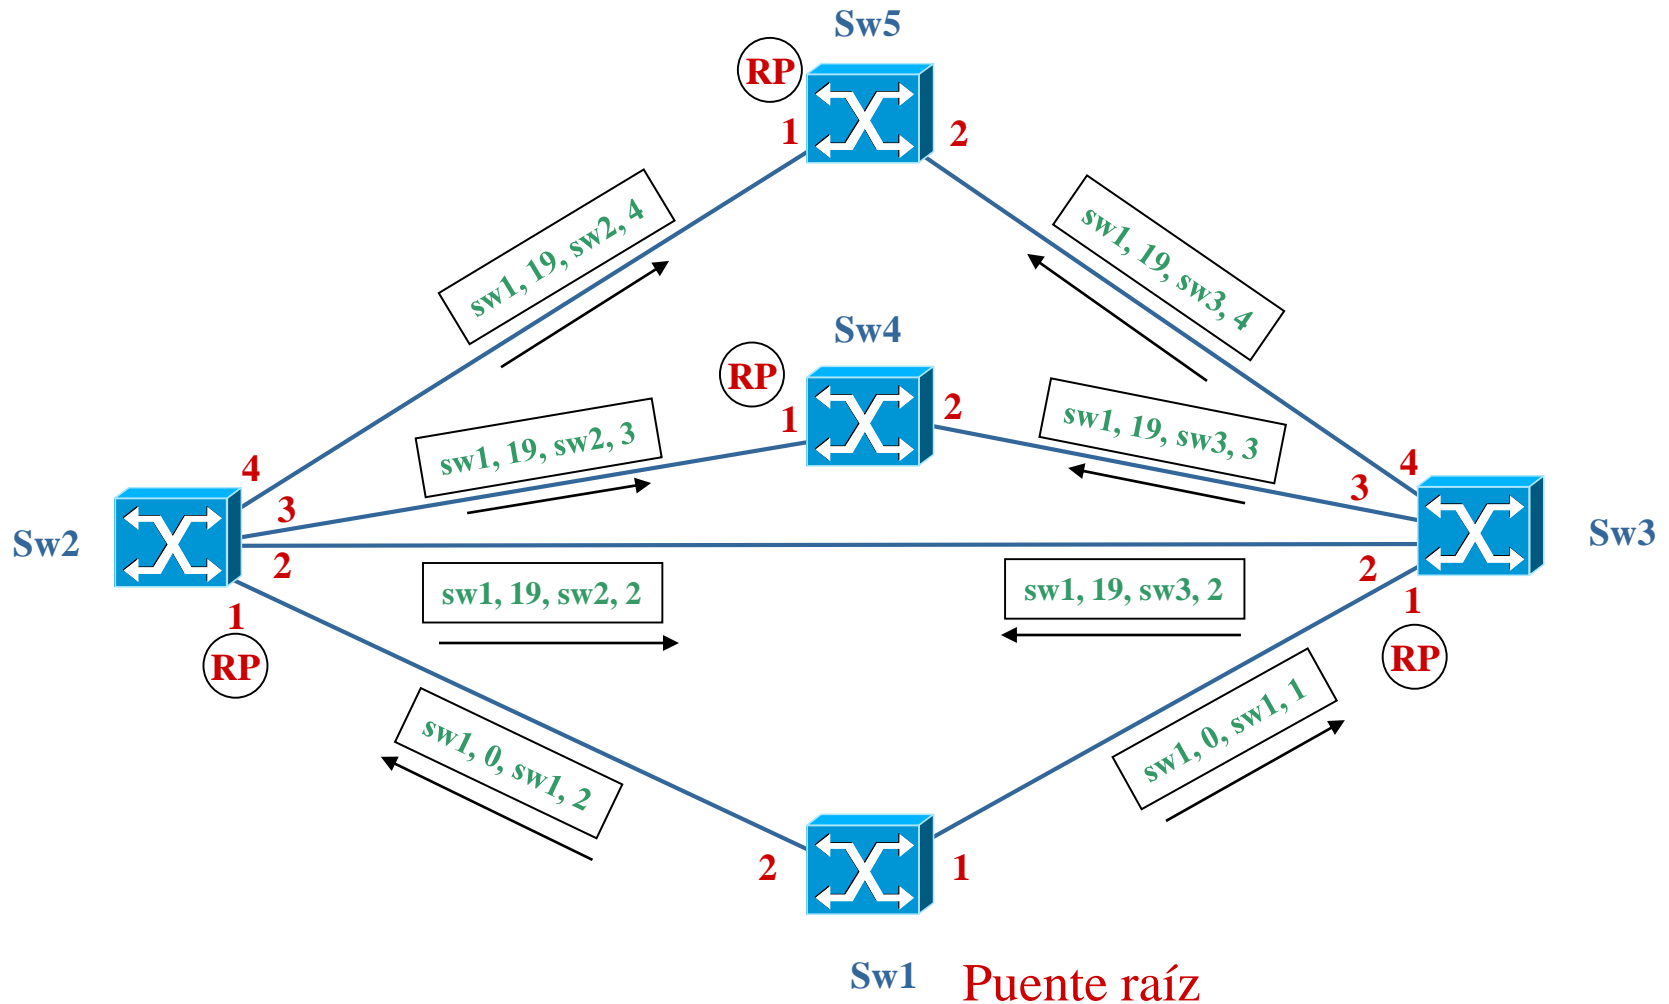 Sw5
RP
1
2
sw1, 19, sw2, 4
sw1, 19, sw3, 4
Sw4
RP
1
2
sw1, 19, sw2, 3
sw1, 19, sw3, 3
4
3
2
1
Sw2
RP
4
3
2
1
Sw3
RP
sw1, 19, sw2, 2
sw1, 19, sw3, 2
sw1, 0, sw1, 2
sw1, 0, sw1, 1
2
1
Sw1
Puente raíz